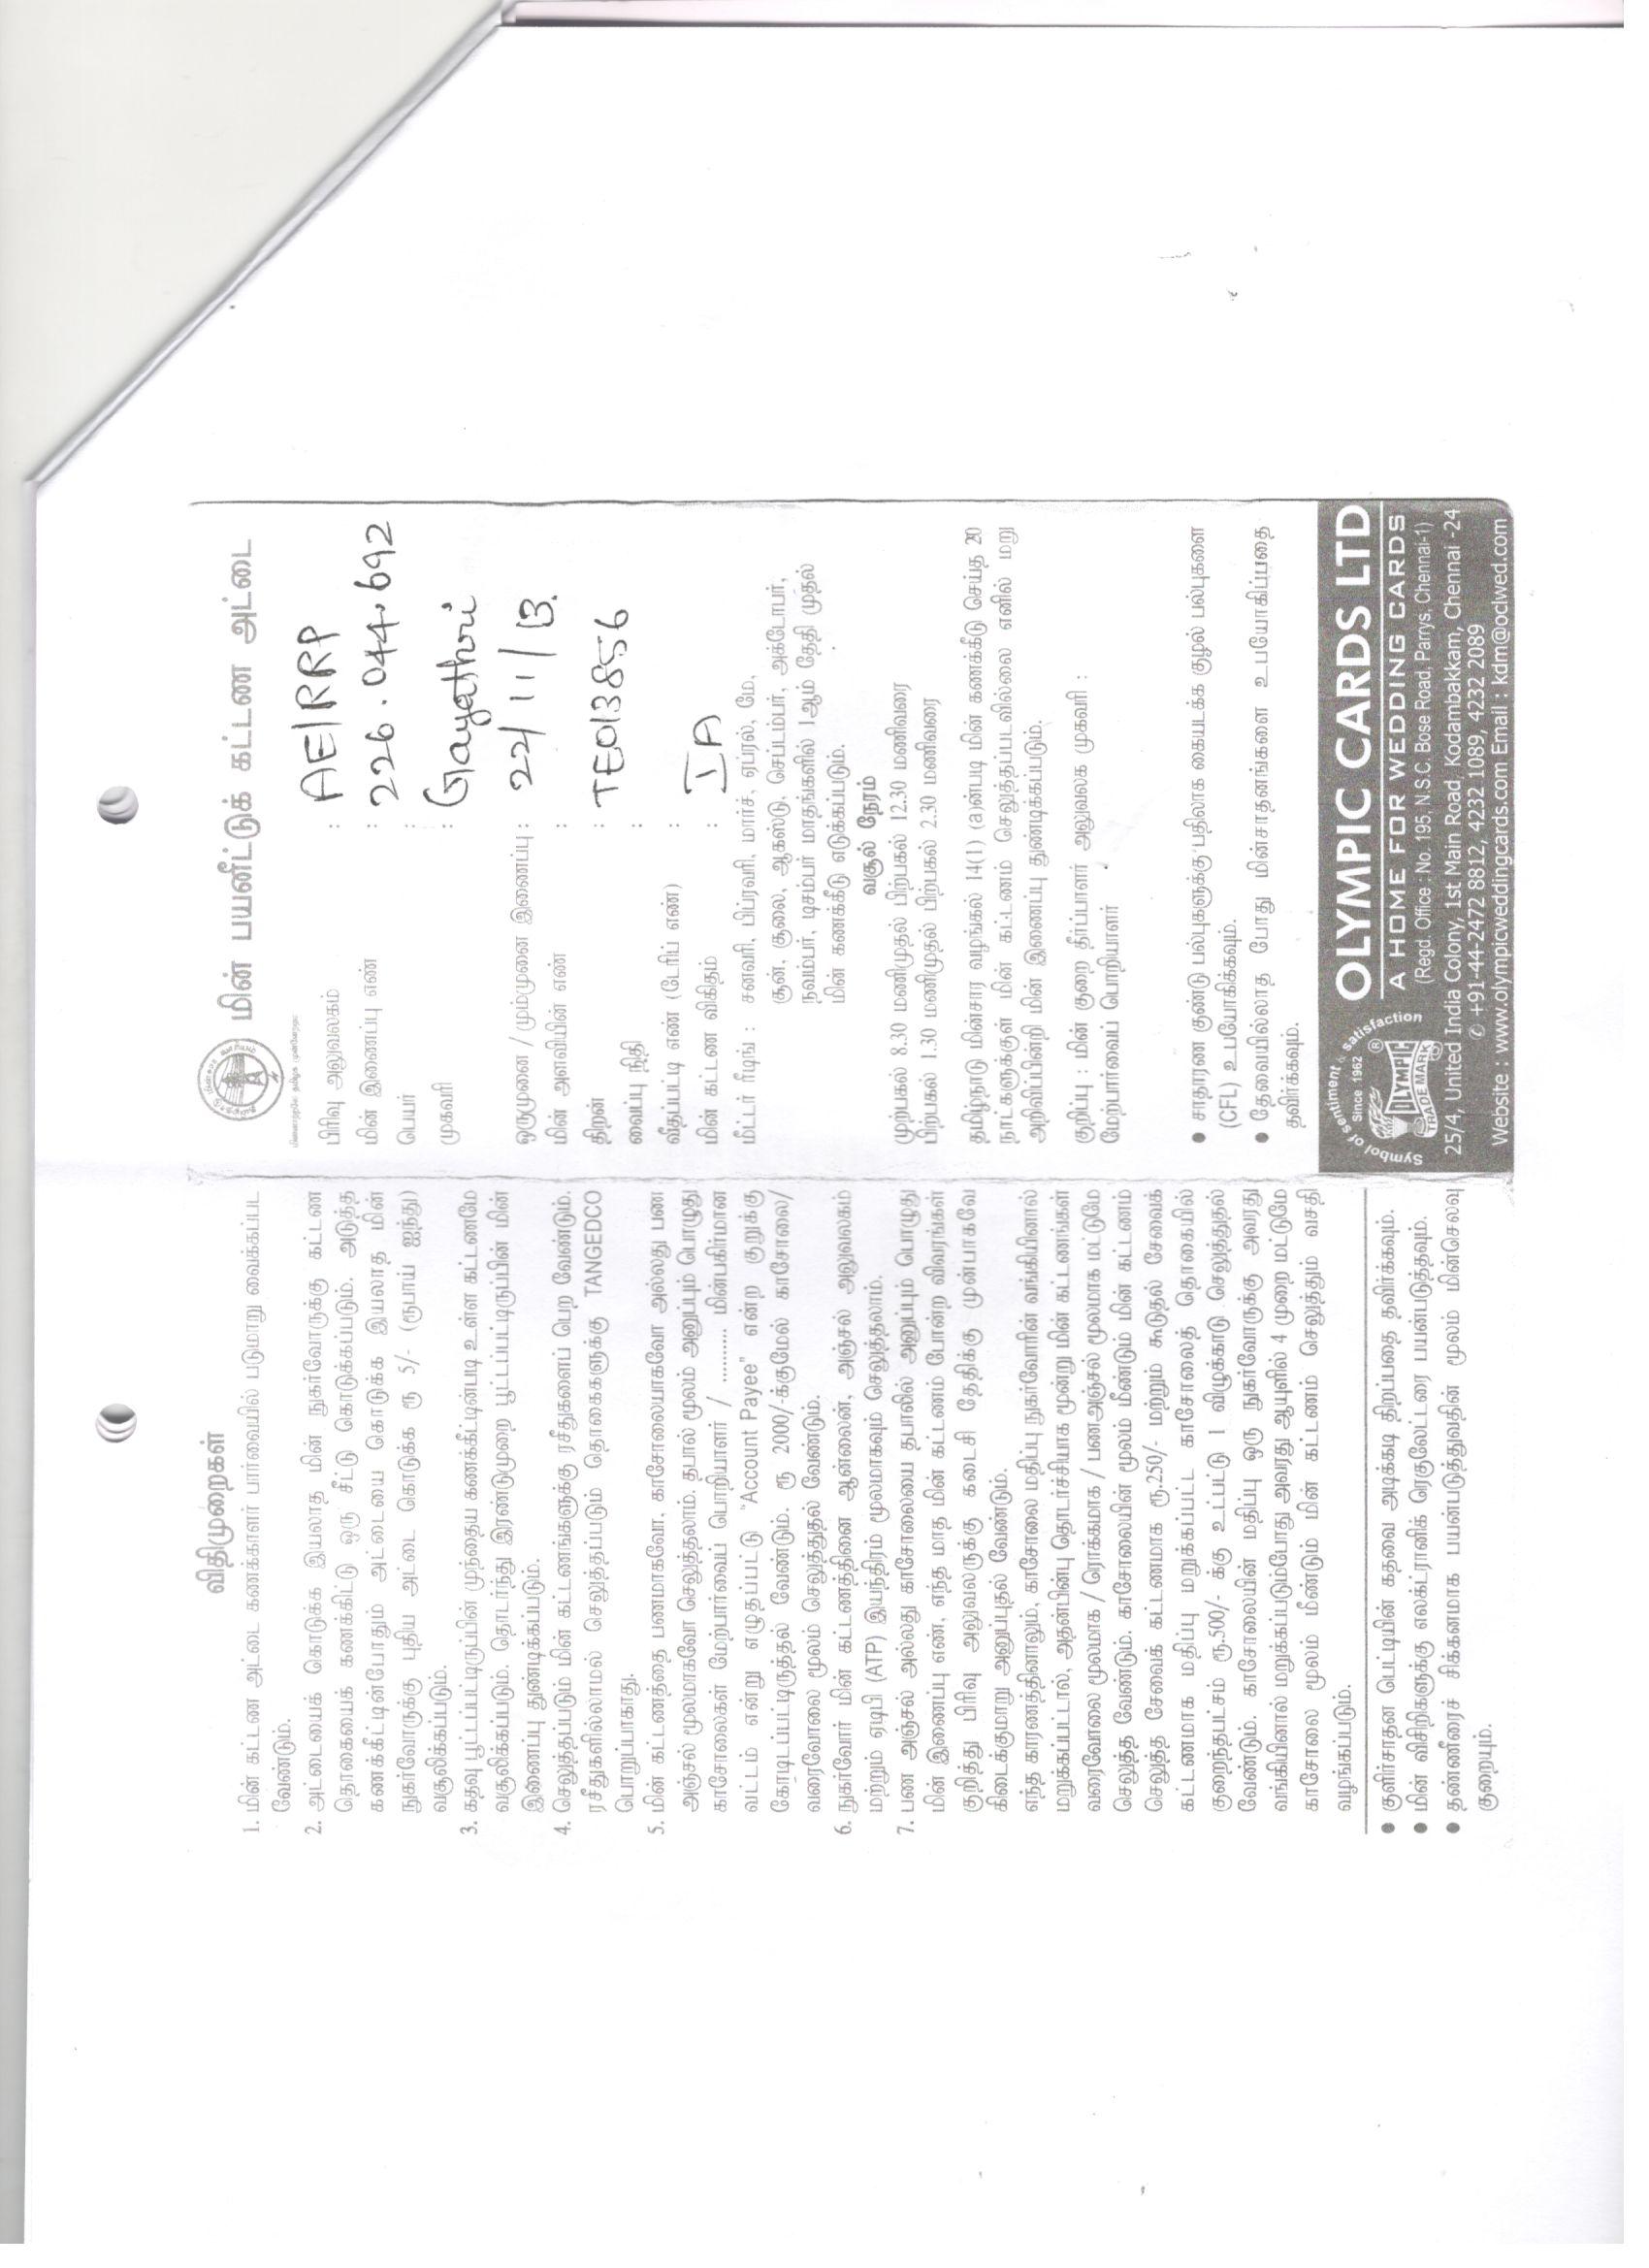 விதிமுறைகள்
1. மின் கட்டண அட்டை கணக்காளர் பார்வையில் படுமாறு வைக்கப்பட
வேண்டும்.
2. அட்டையைக் கொடுக்க இயலாத மின் நுகர்வோருக்கு கட்டண
தொகையைக் கணக்கிட்டு ஒரு சீட்டு கொடுக்கப்படும். அடுத்த
கணக்கீட்டின்போதும் அட்டையை கொடுக்க இயலாத மின்
நுகர்வோருக்கு புதிய அட்டை கொடுக்க ரூ 5/- (ரூபாய் ஐந்து)
வசூலிக்கப்படும்.
3. கதவு பூட்டப்பட்டிருப்பின் முந்தைய கணக்கீட்டின்படி உள்ள கட்டணமே
வசூலிக்கப்படும். தொடர்ந்து இரண்டுமுறை பூட்டப்பட்டிருப்பின் மின்
இணைப்பு துண்டிக்கப்படும்.
4. செலுத்தப்படும் மின் கட்டணங்களுக்கு ரசீதுகளைப் பெற வேண்டும்.
ரசீதுகளில்லாமல் செலுத்தப்படும் தொகைகளுக்கு TANGEDCO
பொறுப்பாகாது.
5. மின் கட்டணத்தை பணமாகவோ, காசோலையாகவோ அல்லது பண
அஞ்சல் மூலமாகவோ செலுத்தலாம். தபால் மூலம் அனுப்பும் பொழுது
காசோலைகள் மேற்பார்வைப் பொறியாளர் / .......... மின்பகிர்மான
வட்டம் என்று எழுதப்பட்டு "Account Payee" என்ற குறுக்கு
கோடிடப்பட்டிருத்தல் வேண்டும். ரூ 2000/-க்குமேல் காசோலை/
வரைவோலை மூலம் செலுத்துதல் வேண்டும்.
6. நுகர்வோர் மின் கட்டணத்தினை ஆன்லைன், அஞ்சல் அலுவலகம்
மற்றும் ஏடிபி (ATP) இயந்திரம் மூலமாகவும் செலுத்தலாம்.
7. பண அஞ்சல் அல்லது காசோலையை தபாலில் அனுப்பும் பொழுது
மின் இணைப்பு எண், எந்த மாத மின் கட்டணம் போன்ற விவரங்கள்
குறித்து பிரிவு அலுவலருக்கு கடைசி தேதிக்கு முன்பாகவே
கிடைக்குமாறு அனுப்புதல் வேண்டும்.
எந்த காரணத்தினாலும், காசோலை மதிப்பு நுகர்வோரின் வங்கியினால்
மறுகப்பட்டால், அதன்பின்பு தொடர்ச்சியாக மூன்று மின் கட்டணங்கள்
வரைவோலை மூலமாக / ரொக்கமாக / பணஅஞ்சல் மூலமாக மட்டுமே
செலுத்த வேண்டும். காசோலையின் மூலம் மீண்டும் மின் கட்டணம்
செலுத்த சேவைக் கட்டணமாக ரூ.250/- மற்றும் கூடுதல் சேவைக்
கட்டணமாக மதிப்பு மறுக்கப்பட்ட காசோலைத் தொகையில்
குறைந்தபட்சம் ரூ.500/- க்கு உட்பட்டு 1 விழுக்காடு செலுத்துதல்
வேண்டும். காசோலையின் மதிப்பு ஒரு நுகர்வோருக்கு அவரது
வங்கியினால் மறுக்கப்படும்போது அவரது ஆயுளில் 4 முறை மட்டுமே
காசோலை மூலம் மீண்டும் மின் கட்டணம் செலுத்தும் வசதி
வழங்கப்படும்.
● குளிர்சாதன பெட்டியின் கதவை அடிக்கடி திறப்பதை தவிர்க்கவும்.
● மின் விசிறிகளுக்கு எலக்ட்ரானிக் ரெகுலேட்டரை பயன்படுத்தவும்.
● தண்ணீரைச் சிக்கனமாக பயன்படுத்துவதின் மூலம் மின்செலவு
குறையும்.
மின் பயனீட்டுக் கட்டண அட்டை
பிரிவு அலுவலகம் : AE/RRP
மின் இணைப்பு எண் : 226.044.692
பெயர் :
முகவரி : Gayathri
ஒருமுனை / மும்முனை இணைப்பு : 22/11/13.
மின் அளவியின் எண் :
திறன் : TE013856
வைப்பு நிதி :
வீதப்பட்டி எண் (டேரிப் எண்) :
மின் கட்டண விகிதம் : IA
மீட்டர் ரீடிங் : சனவரி, பிப்ரவரி, மார்ச், ஏப்ரல், மே,
சூன், சூலை, ஆகஸ்டு, செப்டம்பர், அக்டோபர்,
நவம்பர், டிசம்பர் மாதங்களில் 1ஆம் தேதி முதல்
மின் கணக்கீடு எடுக்கப்படும்.
வசூல் நேரம்
முற்பகல் 8.30 மணிமுதல் பிற்பகல் 12.30 மணிவரை
பிற்பகல் 1.30 மணிமுதல் பிற்பகல் 2.30 மணிவரை
தமிழ்நாடு மின்சார வழங்கல் 14(1) (a)ன்படி மின் கணக்கீடு செய்த 20
நாட்களுக்குள் மின் கட்டணம் செலுத்தப்படவில்லை எனில் மறு
அறிவிப்பின்றி மின் இணைப்பு துண்டிக்கப்படும்.
குறிப்பு : மின் குறை தீர்ப்பாளர் அலுவலக முகவரி :
மேற்பார்வைப் பொறியாளர்
● சாதாரண குண்டு பல்புகளுக்கு பதிலாக கையடக்க குழல் பல்புகளை
(CFL) உபயோகிக்கவும்.
● தேவையில்லாத போது மின்சாதனங்களை உபயோகிப்பதை
தவிர்க்கவும்.
Symbol of sentiment & satisfaction
Since 1962
OLYMPIC
TRADE MARK
OLYMPIC CARDS LTD
A HOME FOR WEDDING CARDS
(Regd. Office : No. 195, N.S.C. Bose Road, Parrys, Chennai-1)
25/4, United India Colony, 1st Main Road, Kodambakkam, Chennai -24
✆ +91-44-2472 8812, 4232 1089, 4232 2089
Website : www.olympicweddingcards.com Email : kdm@oclwed.com